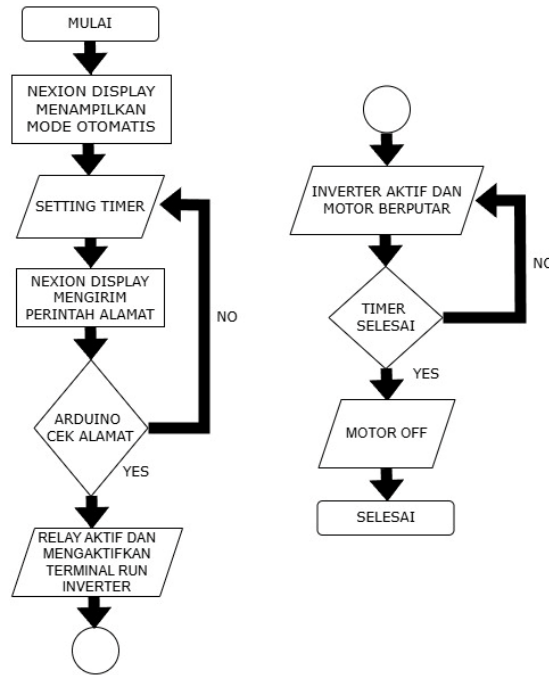 MULAI
NEXION DISPLAY
MENAMPILKAN
MODE OTOMATIS
SETTING TIMER
NEXION DISPLAY
MENGIRIM
PERINTAH ALAMAT
NO
ARDUINO
CEK ALAMAT
YES
RELAY AKTIF DAN
MENGAKTIFKAN
TERMINAL RUN
INVERTER
INVERTER AKTIF DAN
MOTOR BERPUTAR
NO
TIMER
SELESAI
YES
MOTOR OFF
SELESAI